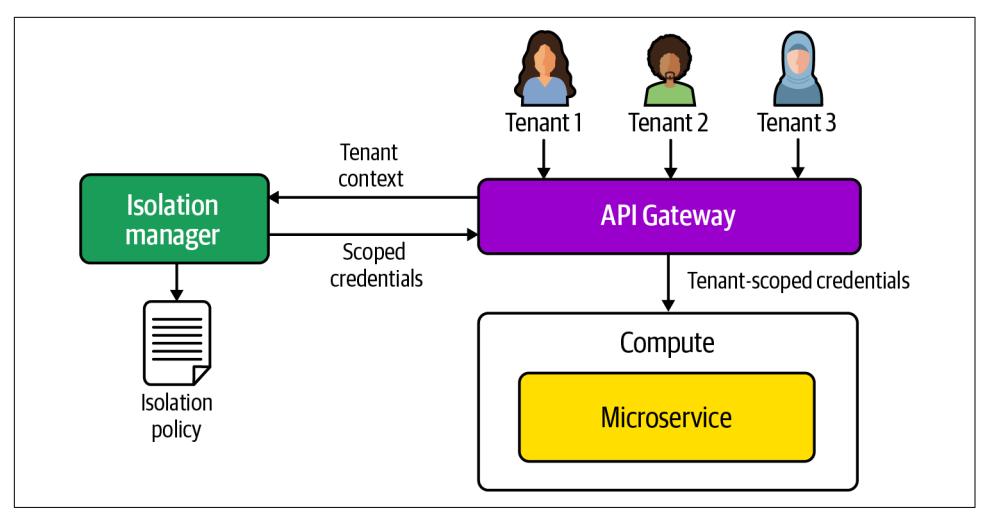 Tenant 1
Tenant 2
Tenant 3
Tenant
context
Isolation
manager
API Gateway
Scoped
credentials
Tenant-scoped credentials
Compute
Isolation
policy
Microservice